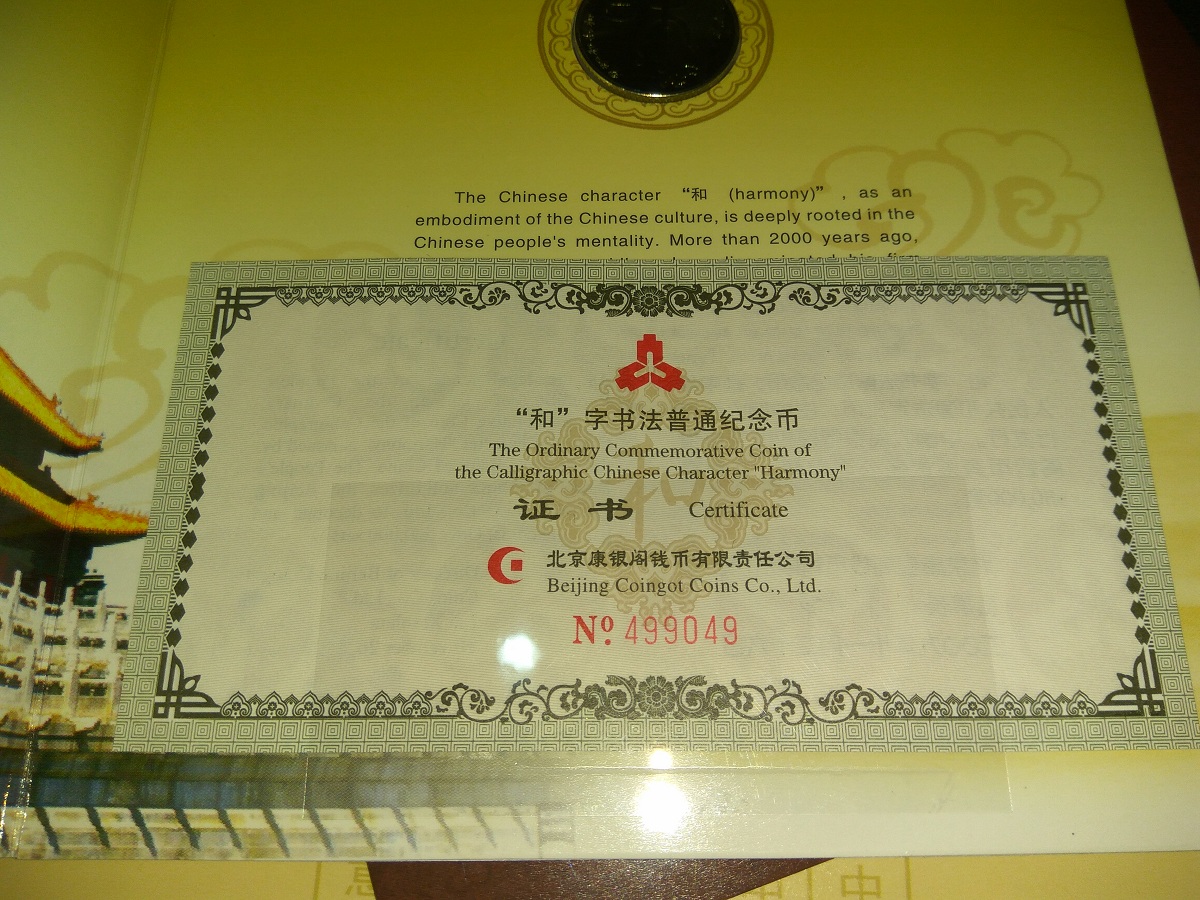 The Chinese character “和 (harmony)”, as an
embodiment of the Chinese culture, is deeply rooted in the
Chinese people's mentality. More than 2000 years ago,
“和”字书法普通纪念币
The Ordinary Commemorative Coin of
the Calligraphic Chinese Character "Harmony"
证书 Certificate
北京康银阁钱币有限责任公司
Beijing Coingot Coins Co., Ltd.
Nº. 499049
中